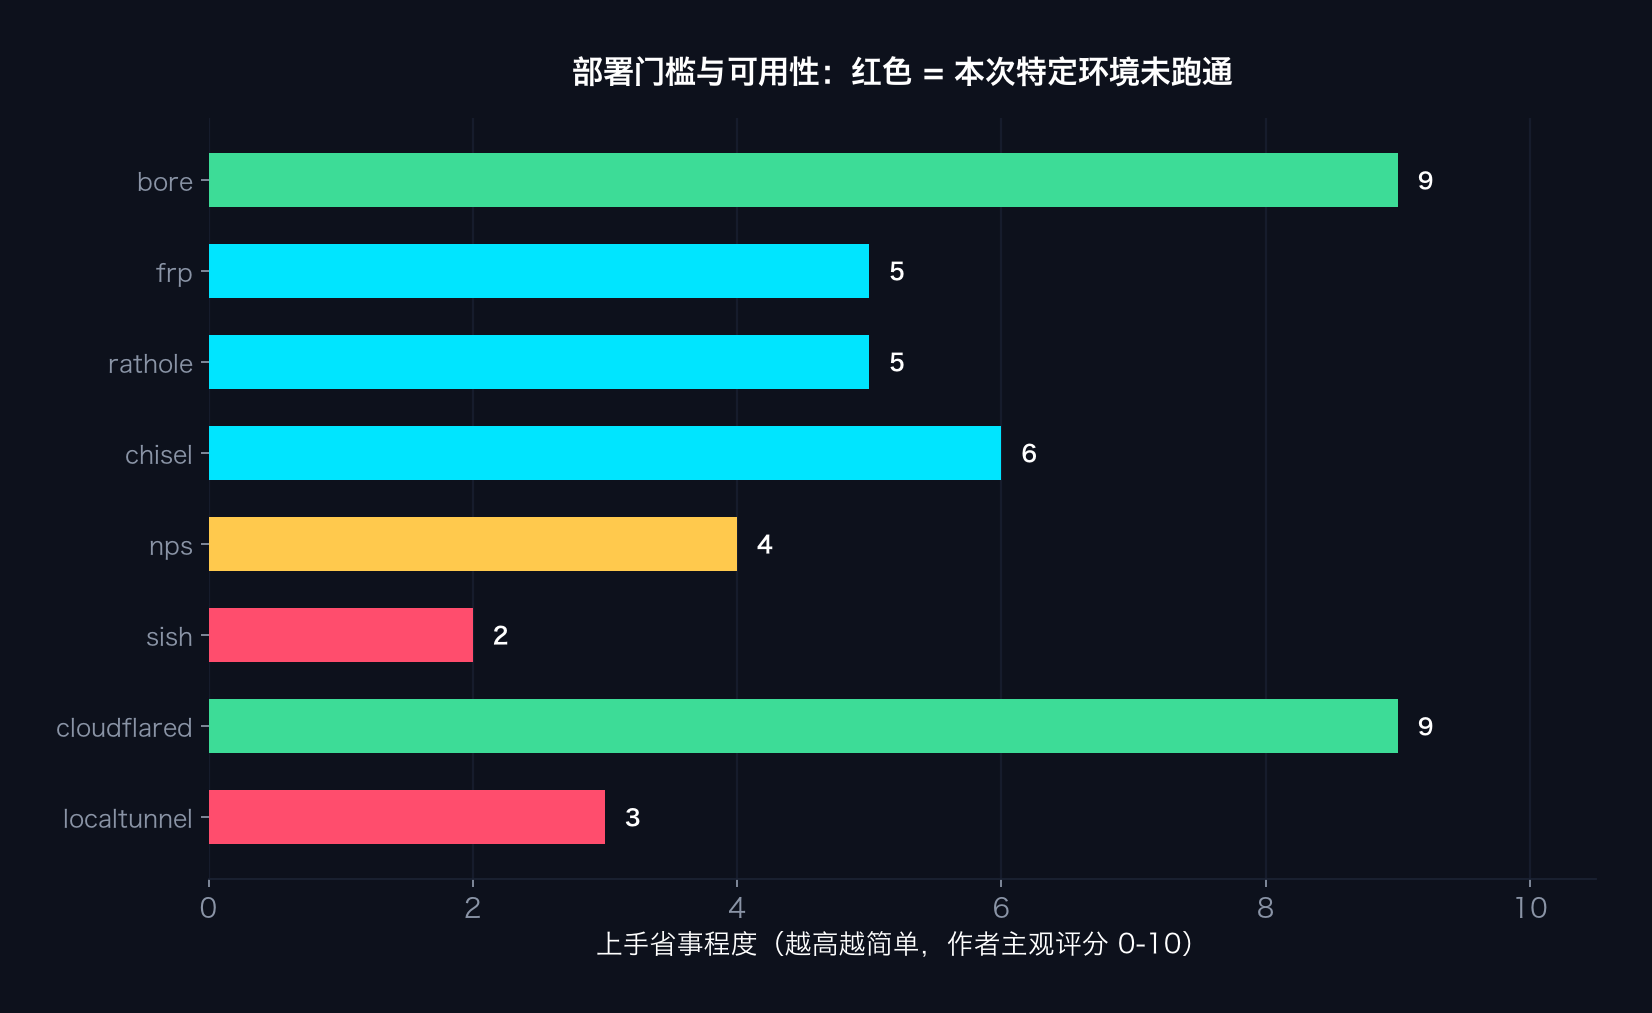 部署门槛与可用性：红色 = 本次特定环境未跑通
bore 9
frp 5
rathole 5
chisel 6
nps 4
sish 2
cloudflared 9
localtunnel 3
0 2 4 6 8 10
上手省事程度（越高越简单，作者主观评分 0-10）